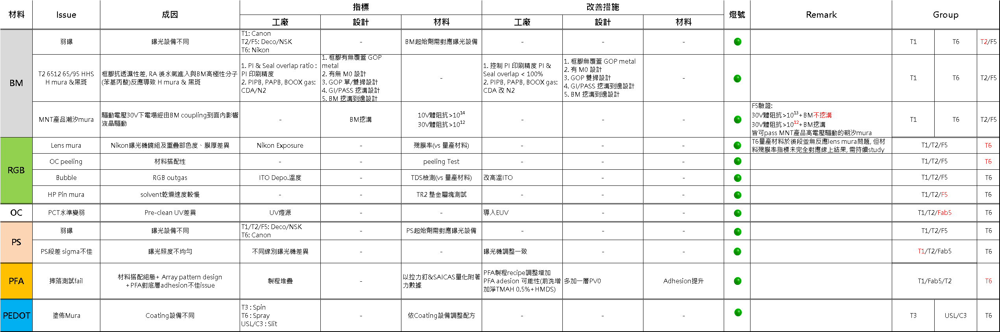 材料 Issue 成因 指標 改善措施 燈號 Remark Group
工廠 設計 材料 工廠 設計 材料
BM
弱曝 曝光設備不同
T1: Canon
T2/F5: Deco/NSK
T6: Nikon
- BM起始劑需對應曝光設備 - - - T1 T6 T2/F5
T2 6512 65/95 HHS
H mura &黑斑
框膠抗透濕性差, RA 後水氣進入與BM高極性分子
(苯基丙酸)反應導致 H mura & 黑斑
1. PI & Seal overlap ratio :
PI 印刷精度
2. PIPB, PAPB, BOOX gas:
CDA/N2
1. 框膠有無覆蓋 GOP
metal
2. 有無 M0 設計
3. GOP 單/雙掃設計
4. GI/PASS 挖溝設計
5. BM 挖溝到邊設計
-
1. 控制 PI 印刷精度 PI &
Seal overlap < 100%
2. PIPB, PAPB, BOOX gas:
CDA 改 N2
1. 框膠無覆蓋 GOP metal
2. 有 M0 設計
3. GOP 雙掃設計
4. GI/PASS 挖溝到邊設計
5. BM 挖溝到邊設計
- T1 T6 T2/F5
MNT產品潮汐mura
驅動電壓30V下電場經由BM coupling到面內影響
液晶驅動
- BM挖溝
10V體阻抗>10¹⁴
30V體阻抗>10¹²
- - -
F5驗證:
30V體阻抗>10¹³+BM不挖溝
30V體阻抗>10¹²+BM挖溝
皆可pass MNT產品高電壓驅動的朝汐mura
T1 T6 T2/F5
RGB
Lens mura Nikon曝光機鏡組及重疊部色度、膜厚差異 Nikon Exposure - 殘膜率(vs 量產材料) - - -
T6量產材料於後段並無反應lens mura問題, 但材
料殘膜率指標未完全對應線上結果, 需持續study
T1/T2/F5 T6
OC peeling 材料搭配性 - - peeling Test - - - T1/T2/F5 T6
Bubble RGB outgas ITO Depo.溫度 - TDS檢測(vs 量產材料) 改高溫ITO - - T1/T2/F5 T6
HP Pin mura solvent乾燥速度較慢 - - TR2 墊金屬塊測試 - - - T1/T2/F5 T6
OC PCT水準變弱 Pre-clean UV差異 UV燈源 - - 導入EUV - - T1/T2/Fab5 T6
PS
弱曝 曝光設備不同
T1/T2/F5: Deco/NSK
T6: Canon
- PS起始劑需對應曝光設備 - - - T1/T2/F5 T6
PS段差 sigma不佳 曝光照度不均勻 不同線別曝光機差異 - - 曝光機調整一致 - - T1/T2/Fab5 T6
PFA 摔落測試fail
材料搭配組態+ Array pattern design
+PFA對底層adhesion不佳issue
製程堆疊 -
以拉力釘&SAICAS量化附著
力數據
PFA製程recipe調整增加
PFA adesion 可能性(前洗增
加淨TMAH 0.5%+HMDS)
多加一層PV0 Adhesion提升 T1/Fab5/T2 T6
PEDOT 塗佈Mura Coating設備不同
T3 : Spin
T6 : Spray
USL/C3 : Slit
- 依Coating設備調整配方 - - - T3 USL/C3 T6